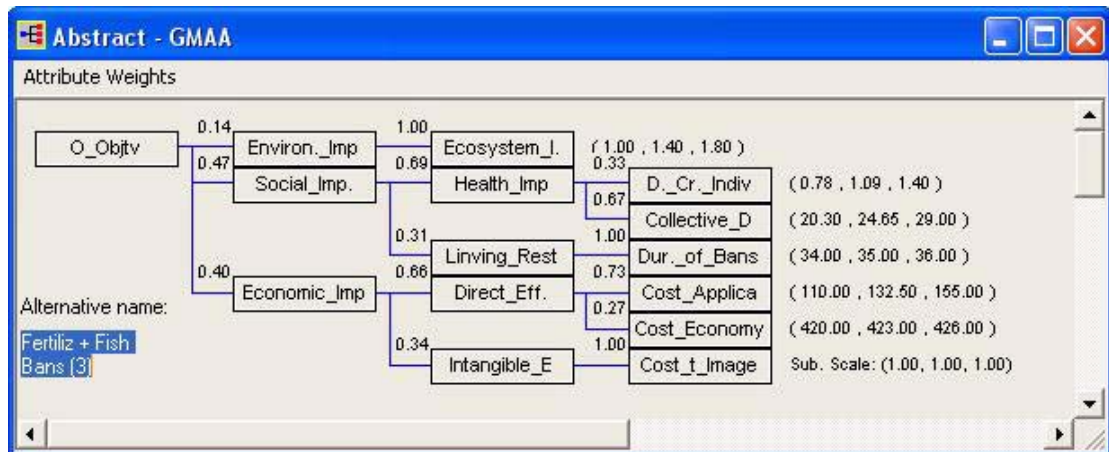 Abstract - GMAA
Attribute Weights
0.14 1.00
O_Objtv Environ._Imp Ecosystem_I. ( 1.00 , 1.40 , 1.80 )
0.47 0.69 0.33
Social_Imp. Health_Imp D._Cr._Indiv ( 0.78 , 1.09 , 1.40 )
0.67
Collective_D ( 20.30 , 24.65 , 29.00 )
0.31 1.00
Linving_Rest Dur._of_Bans ( 34.00 , 35.00 , 36.00 )
0.40 0.66 0.73
Economic_Imp Direct_Eff. Cost_Applica ( 110.00 , 132.50 , 155.00 )
Alternative name:
0.27
Cost_Economy ( 420.00 , 423.00 , 426.00 )
Fertiliz + Fish
0.34 1.00
Bans (3) Intangible_E Cost_t_Image Sub. Scale: (1.00, 1.00, 1.00)